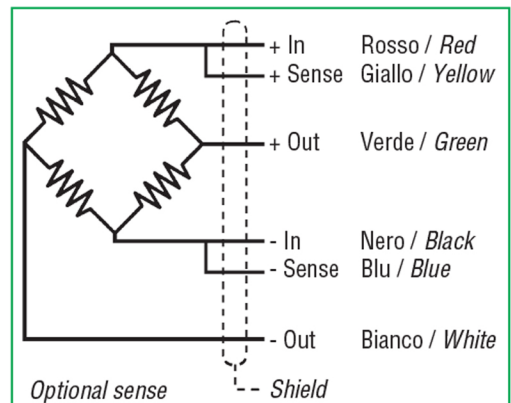 + In Rosso / Red
+ Sense Giallo / Yellow
+ Out Verde / Green
- In Nero / Black
- Sense Blu / Blue
- Out Bianco / White
Optional sense
Shield